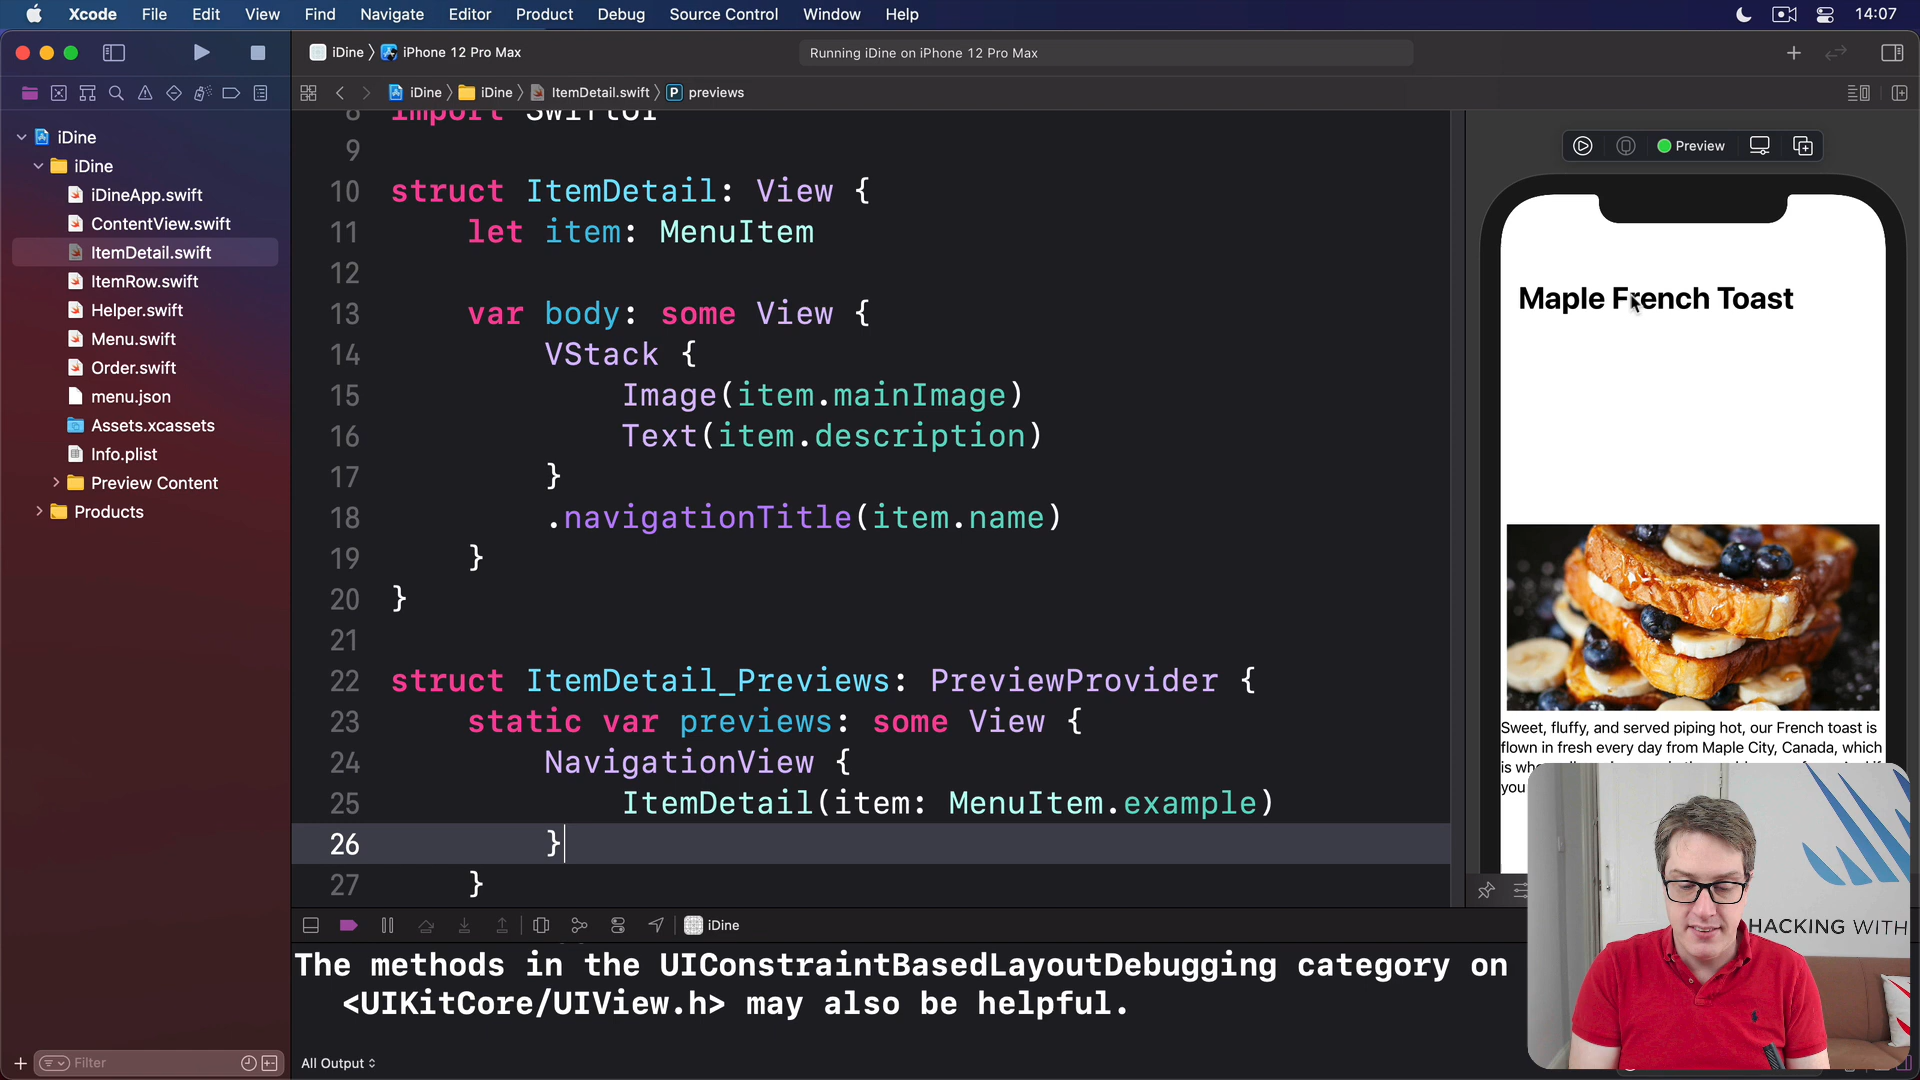 Xcode File Edit View Find Navigate Editor Product Debug Source Control Window Help 14:07
iDine iPhone 12 Pro Max Running iDine on iPhone 12 Pro Max
iDine iDine ItemDetail.swift P previews
iDine
iDine
iDineApp.swift
ContentView.swift
ItemDetail.swift
ItemRow.swift
Helper.swift
Menu.swift
Order.swift
menu.json
Assets.xcassets
Info.plist
Preview Content
Products
Filter
8 import SwiftUI
9
10 struct ItemDetail: View {
11 let item: MenuItem
12
13 var body: some View {
14 VStack {
15 Image(item.mainImage)
16 Text(item.description)
17 }
18 .navigationTitle(item.name)
19 }
20 }
21
22 struct ItemDetail_Previews: PreviewProvider {
23 static var previews: some View {
24 NavigationView {
25 ItemDetail(item: MenuItem.example)
26 }
27 }
iDine
The methods in the UIConstraintBasedLayoutDebugging category on
<UIKitCore/UIView.h> may also be helpful.
All Output
Preview
Maple French Toast
Sweet, fluffy, and served piping hot, our French toast is
flown in fresh every day from Maple City, Canada, which
is
you
HACKING WITH